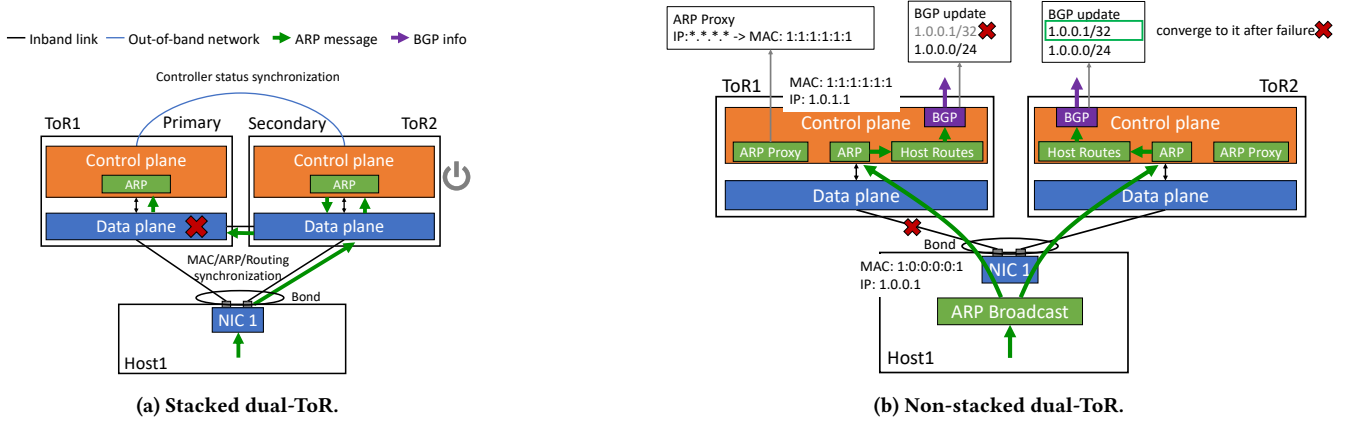 Inband link
Out-of-band network
ARP message
BGP info
Controller status synchronization
ToR1
Primary
Secondary
ToR2
Control plane
ARP
Data plane
Control plane
ARP
Data plane
MAC/ARP/Routing
synchronization
Bond
NIC 1
Host1
(a) Stacked dual-ToR.
ARP Proxy
IP:*.*.*.* -> MAC: 1:1:1:1:1:1
BGP update
1.0.0.1/32
1.0.0.0/24
BGP update
1.0.0.1/32
1.0.0.0/24
converge to it after failure
ToR1
MAC: 1:1:1:1:1:1
IP: 1.0.1.1
ToR2
BGP
Control plane
ARP Proxy
ARP
Host Routes
Data plane
BGP
Control plane
Host Routes
ARP
ARP Proxy
Data plane
Bond
MAC: 1:0:0:0:0:1
IP: 1.0.0.1
NIC 1
ARP Broadcast
Host1
(b) Non-stacked dual-ToR.